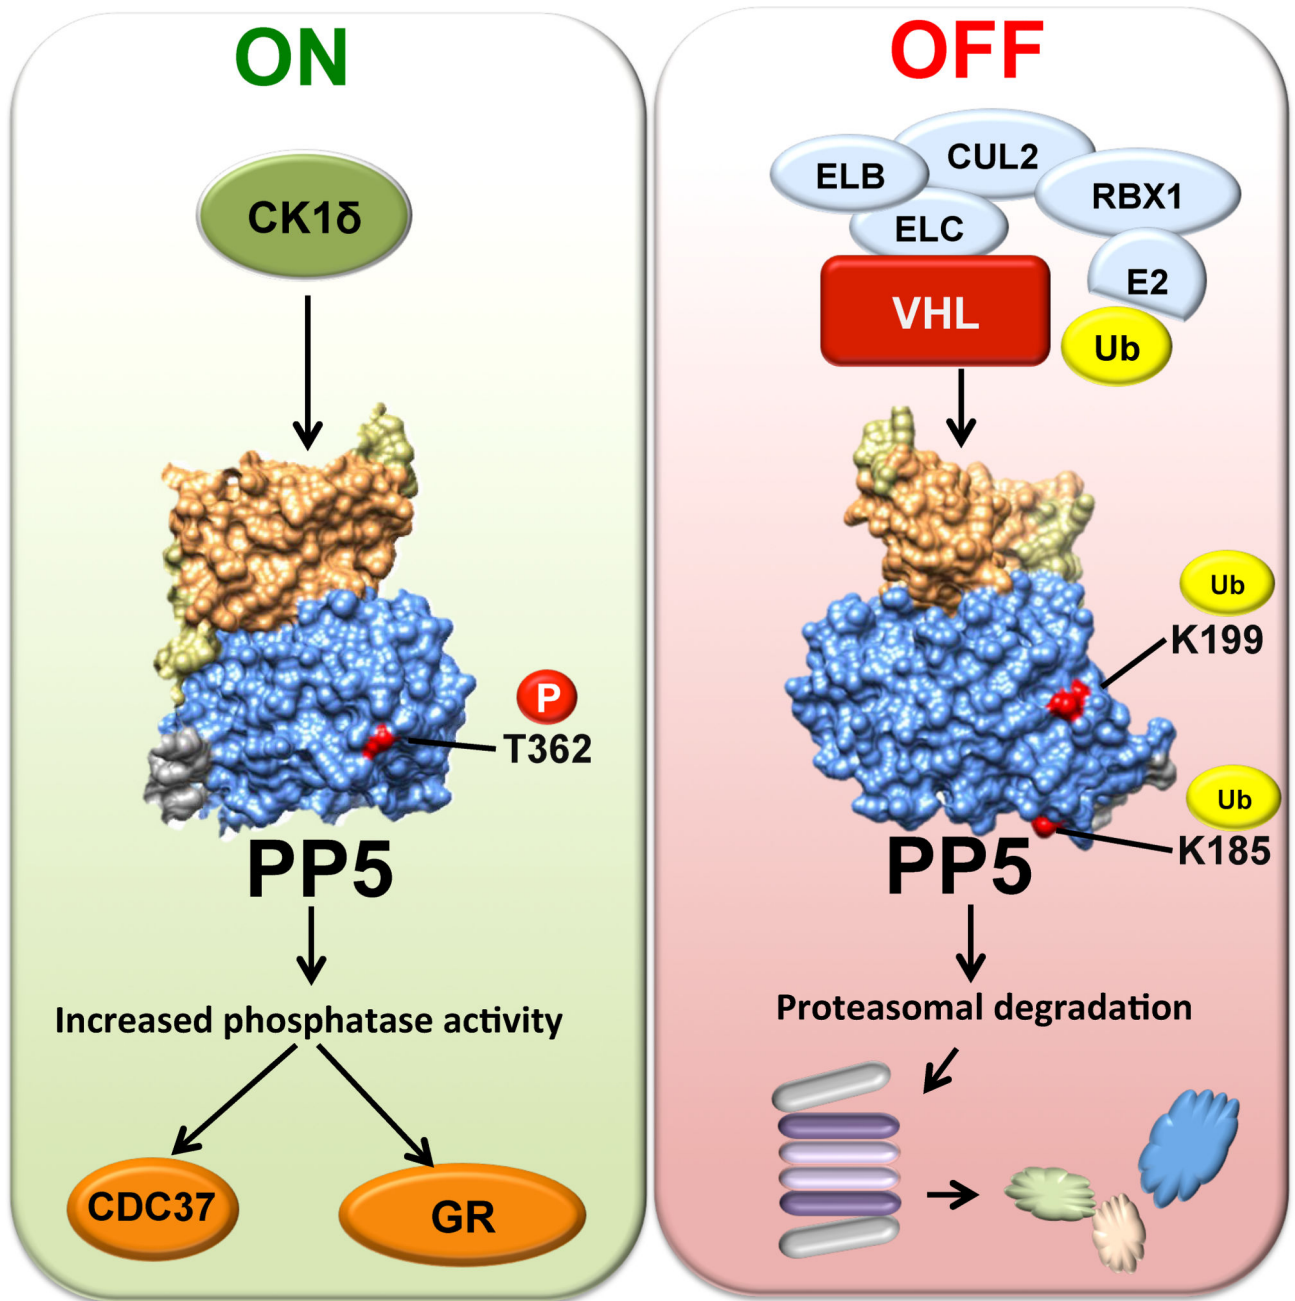 ON
CK1δ
P
T362
PP5
Increased phosphatase activity
CDC37
GR
OFF
ELB
CUL2
RBX1
ELC
E2
VHL
Ub
Ub
K199
Ub
K185
PP5
Proteasomal degradation